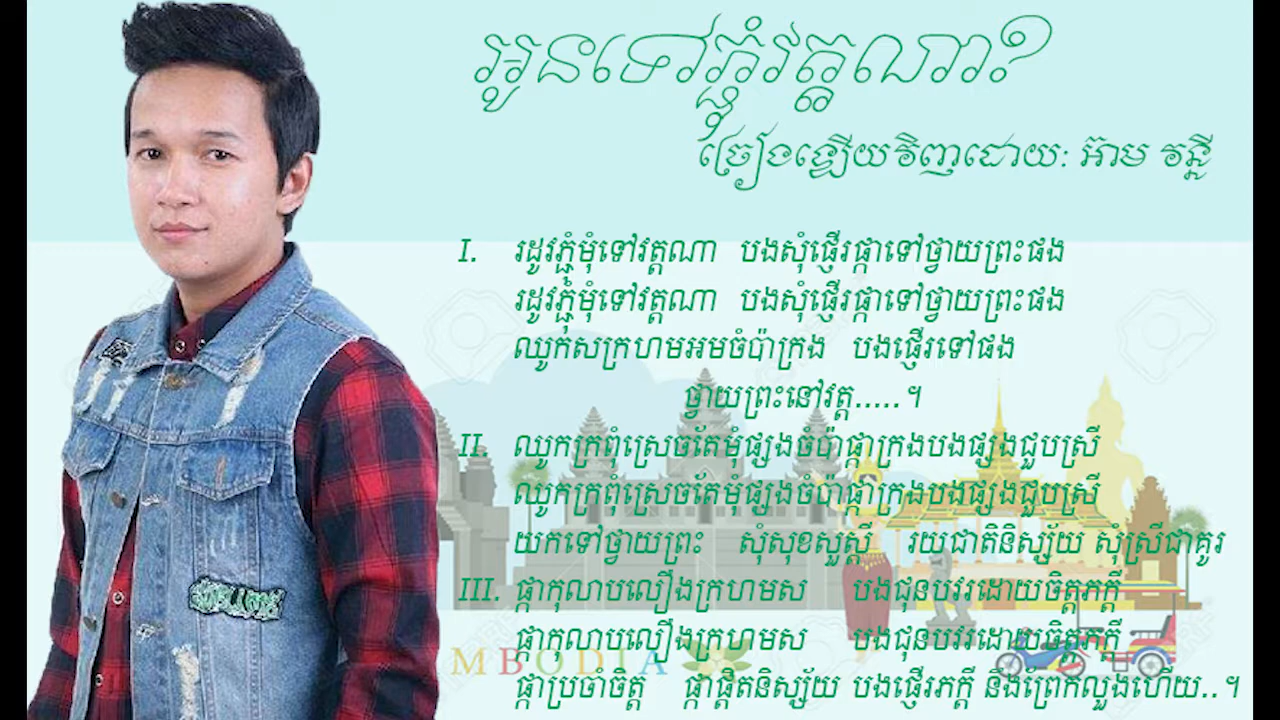 អូនទៅភ្ជុំវត្តណា?
ច្រៀងឡើយវិញដោយ: អ៊ាម វន្នី
I. រដូវភ្ជុំមុំទៅវត្តណា បងសុំផ្ញើរផ្កាទៅថ្វាយព្រះផង
រដូវភ្ជុំមុំទៅវត្តណា បងសុំផ្ញើរផ្កាទៅថ្វាយព្រះផង
ឈូកសក្រហមអមចំប៉ាក្រង បងផ្ញើរទៅផង
ថ្វាយព្រះនៅវត្ត.....។
II. ឈូកក្រពុំស្រេចតែមុំផ្សងចំប៉ាផ្កាក្រងបងផ្សងជួបស្រី
ឈូកក្រពុំស្រេចតែមុំផ្សងចំប៉ាផ្កាក្រងបងផ្សងជួបស្រី
យកទៅថ្វាយព្រះ សុំសុខសួស្តី រយជាតិនិស្ស័យ សុំស្រីជាគូរ
III. ផ្កាកុលាបលឿងក្រហមស បងជុនបវរដោយចិត្តភក្តី
ផ្កាកុលាបលឿងក្រហមស បងជុនបវរដោយចិត្តភក្តី
MBODIA
ផ្កាប្រចាំចិត្ត ផ្កាផ្តិតនិស្ស័យ បងផ្ញើរភក្តី នឹងព្រែកលួងហើយ..។